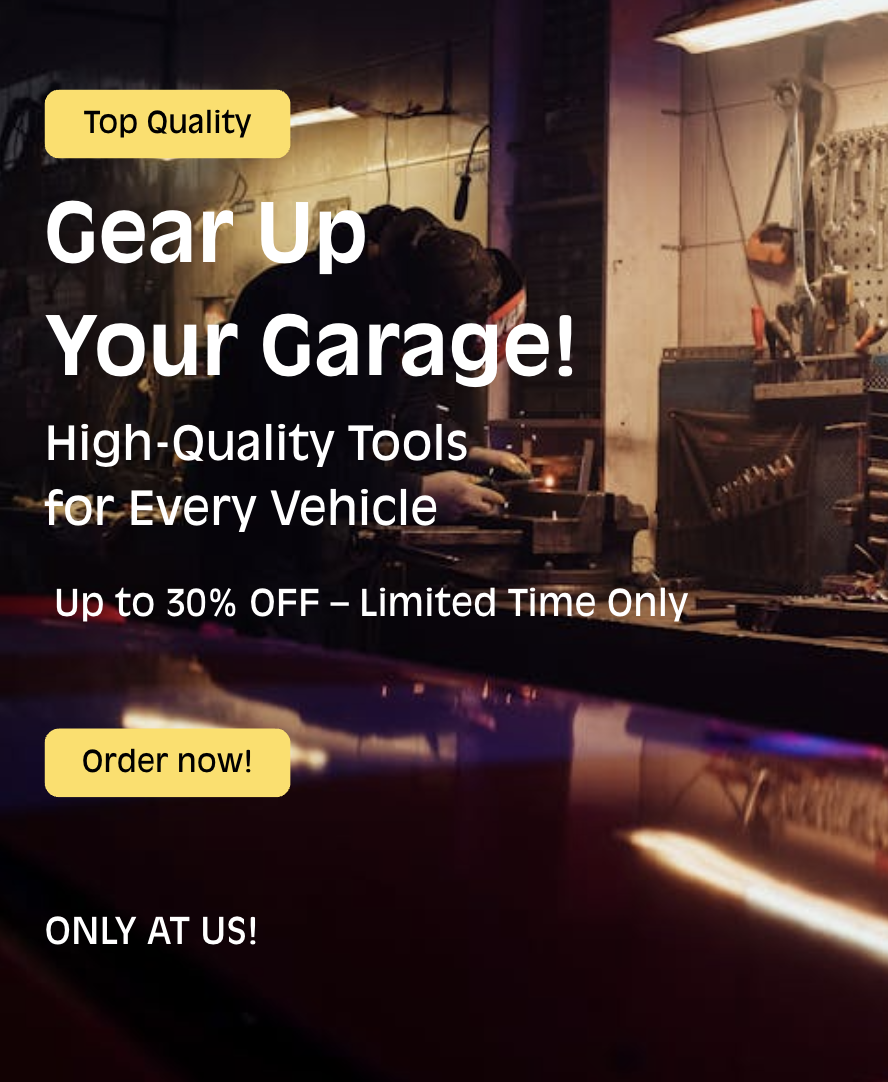 Top Quality
Gear Up
Your Garage!
High-Quality Tools
for Every Vehicle
Up to 30% OFF – Limited Time Only
Order now!
ONLY AT US!